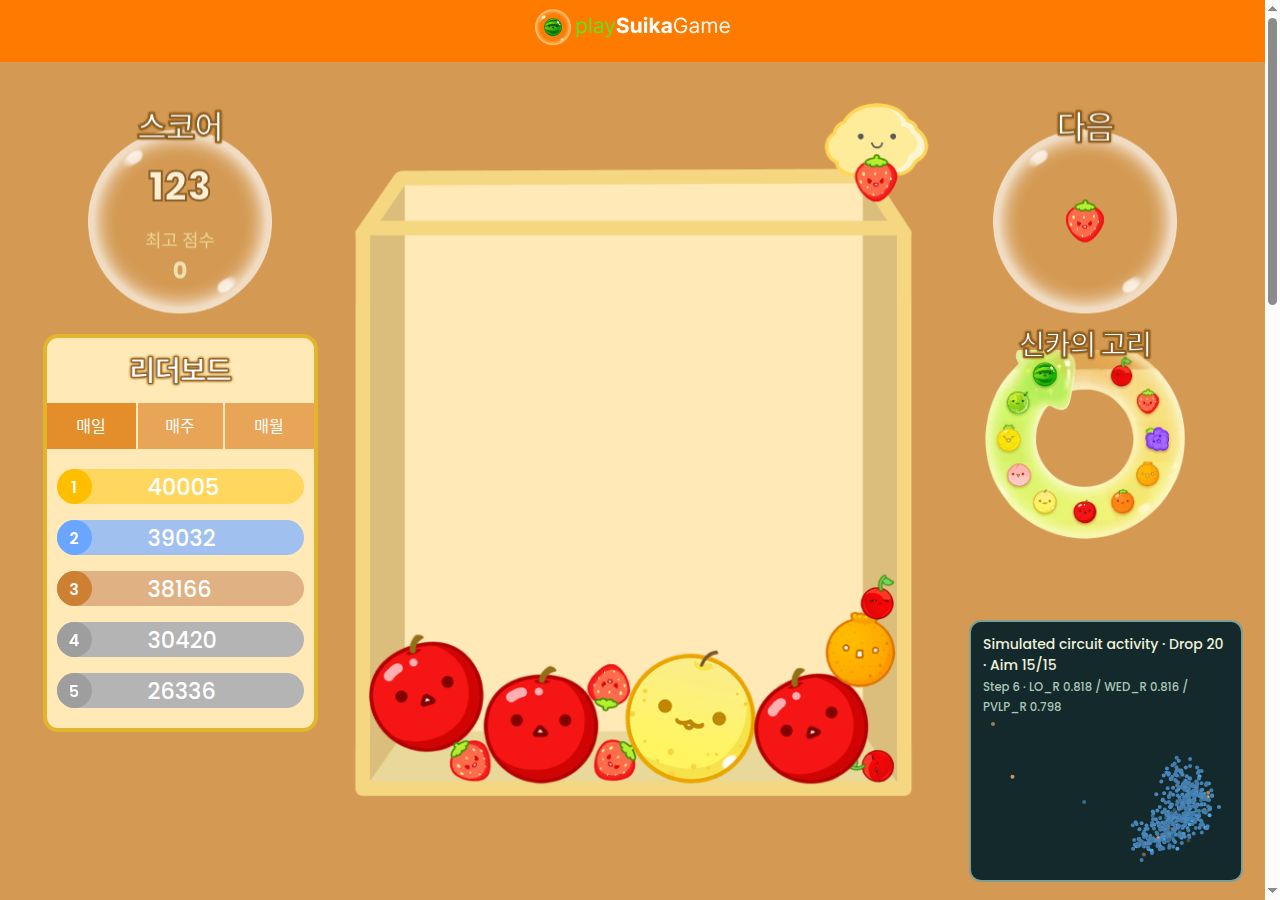 playSuikaGame
스코어
123
최고 점수
0
다음
신카의 고리
리더보드
매일 매주 매월
1 40005
2 39032
3 38166
4 30420
5 26336
Simulated circuit activity · Drop 20
· Aim 15/15
Step 6 · LO_R 0.818 / WED_R 0.816 /
PVLP_R 0.798